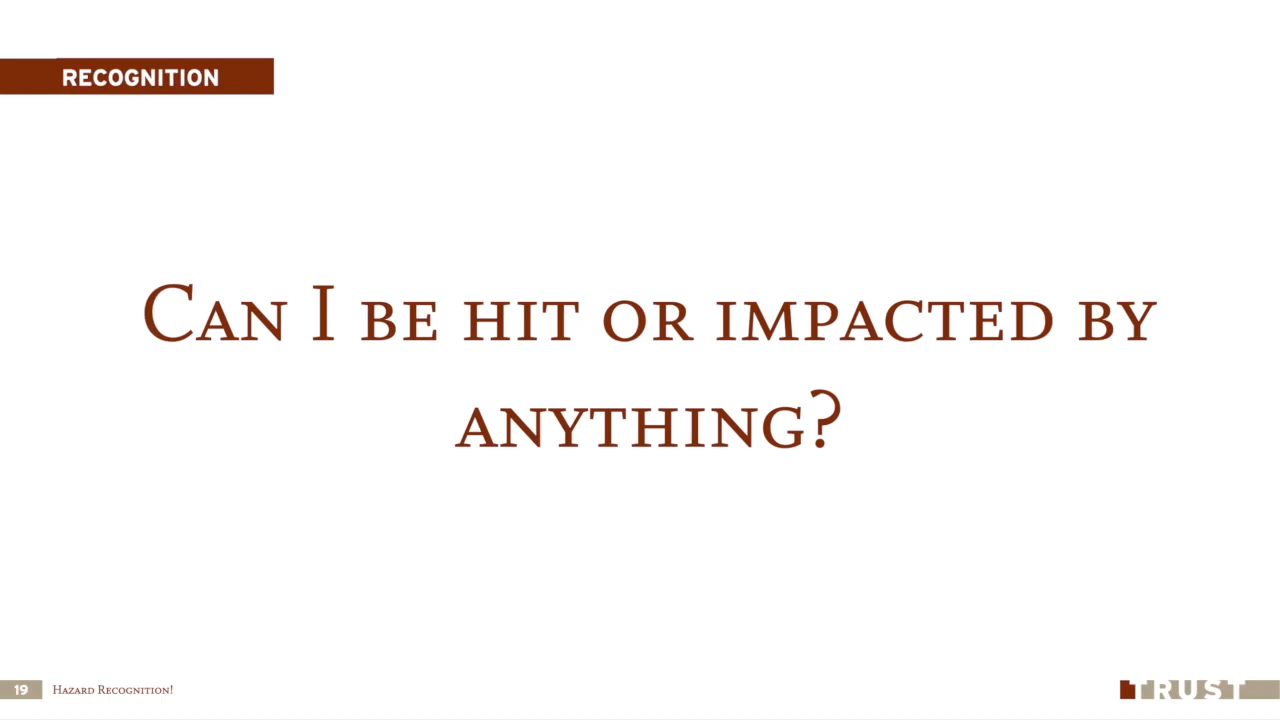 RECOGNITION
Can I be hit or impacted by
anything?
19 Hazard Recognition!
TRUST